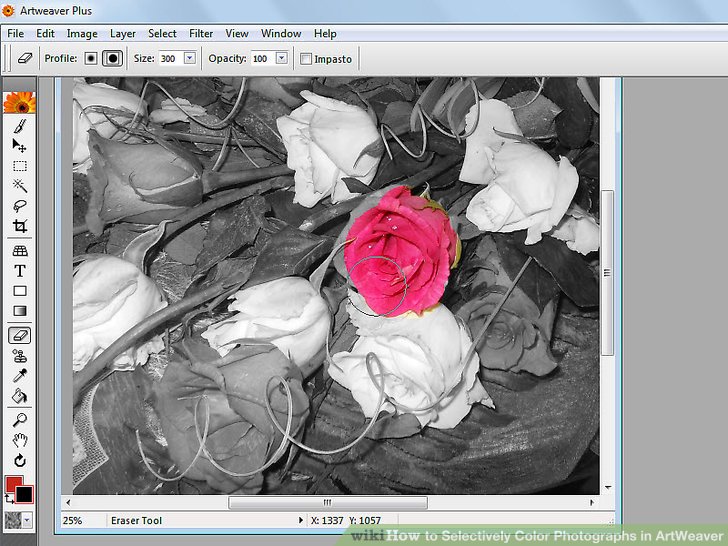 Artweaver Plus
File Edit Image Layer Select Filter View Window Help
Profile: Size: 300 Opacity: 100 Impasto
T
25% Eraser Tool X: 1337 Y: 1057
wikiHow to Selectively Color Photographs in ArtWeaver